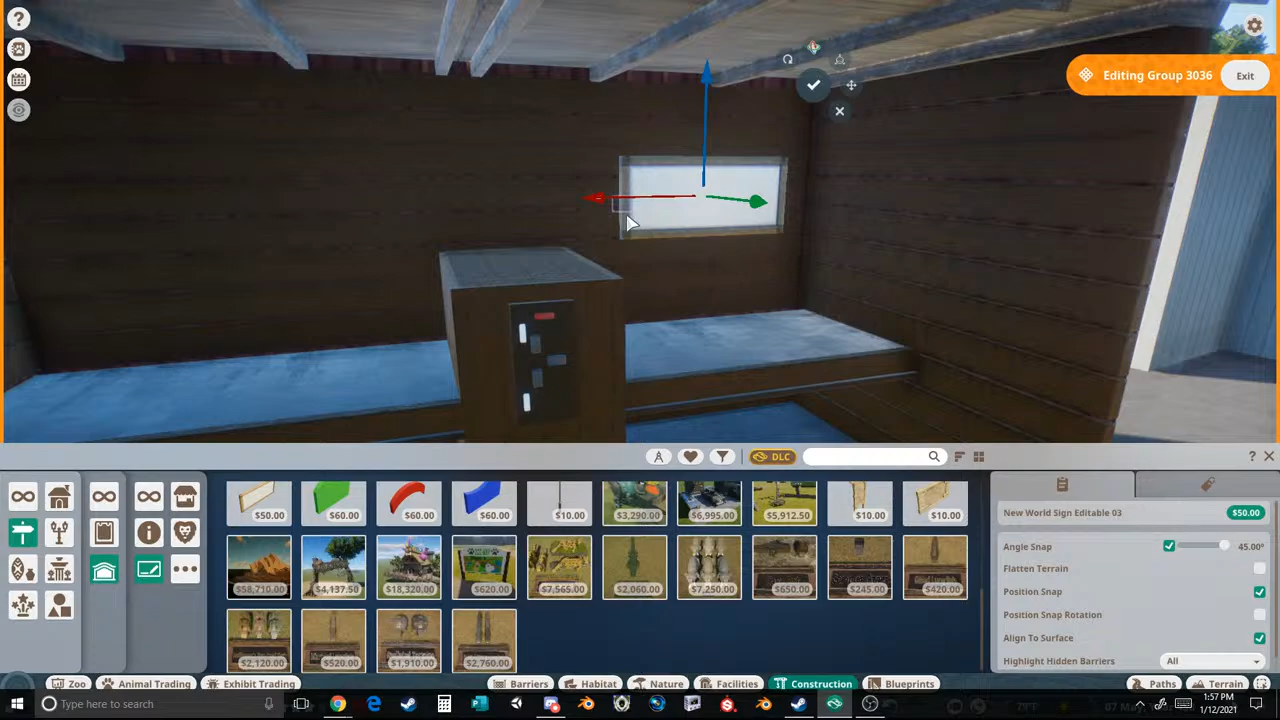 ?
Editing Group 3036
Exit
DLC
?
$50.00
$60.00
$60.00
$60.00
$10.00
$3,290.00
$6,995.00
$5,912.50
$10.00
$10.00
New World Sign Editable 03
$50.00
Angle Snap
45.00°
$58,710.00
$4,137.50
$18,320.00
$620.00
$7,565.00
$2,060.00
$7,250.00
$650.00
$245.00
$420.00
Flatten Terrain
Position Snap
Position Snap Rotation
$2,120.00
$520.00
$1,910.00
$2,760.00
Align To Surface
Highlight Hidden Barriers
All
Zoo
Animal Trading
Exhibit Trading
Barriers
Habitat
Nature
Facilities
Construction
Blueprints
Paths
Terrain
Type here to search
1:57 PM
1/12/2021